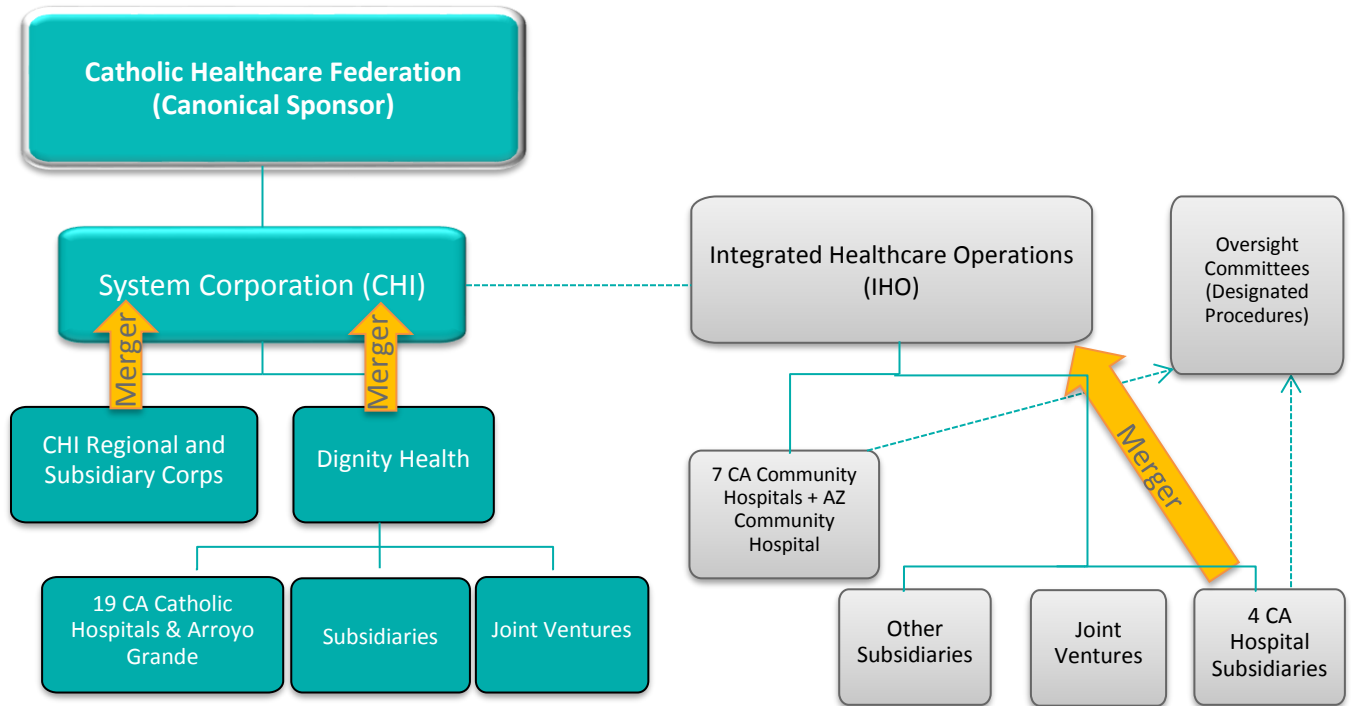 Catholic Healthcare Federation
(Canonical Sponsor)
System Corporation (CHI)
Integrated Healthcare Operations
(IHO)
Oversight
Committees
(Designated
Procedures)
Merger
Merger
Merger
CHI Regional and
Subsidiary Corps
Dignity Health
7 CA Community
Hospitals + AZ
Community
Hospital
19 CA Catholic
Hospitals & Arroyo
Grande
Subsidiaries
Joint Ventures
Other
Subsidiaries
Joint
Ventures
4 CA
Hospital
Subsidiaries